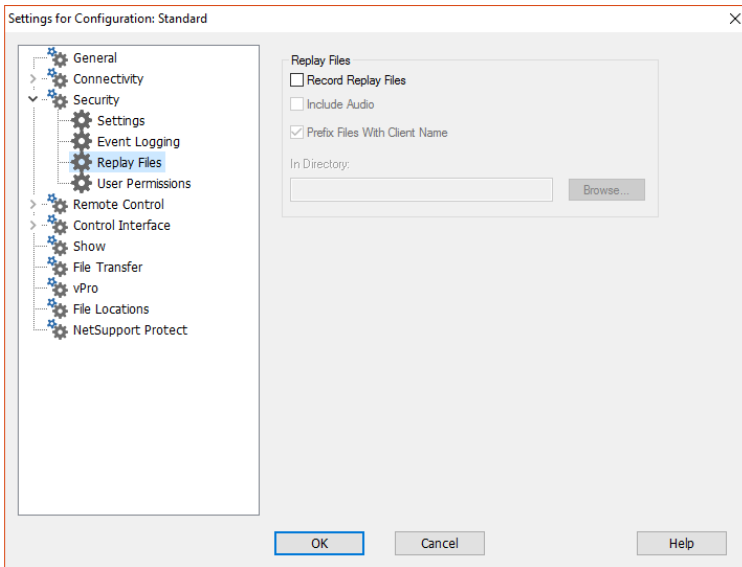 Settings for Configuration: Standard
General
Connectivity
Security
Settings
Event Logging
Replay Files
User Permissions
Remote Control
Control Interface
Show
File Transfer
vPro
File Locations
NetSupport Protect
Replay Files
Record Replay Files
Include Audio
Prefix Files With Client Name
In Directory:
Browse...
OK
Cancel
Help